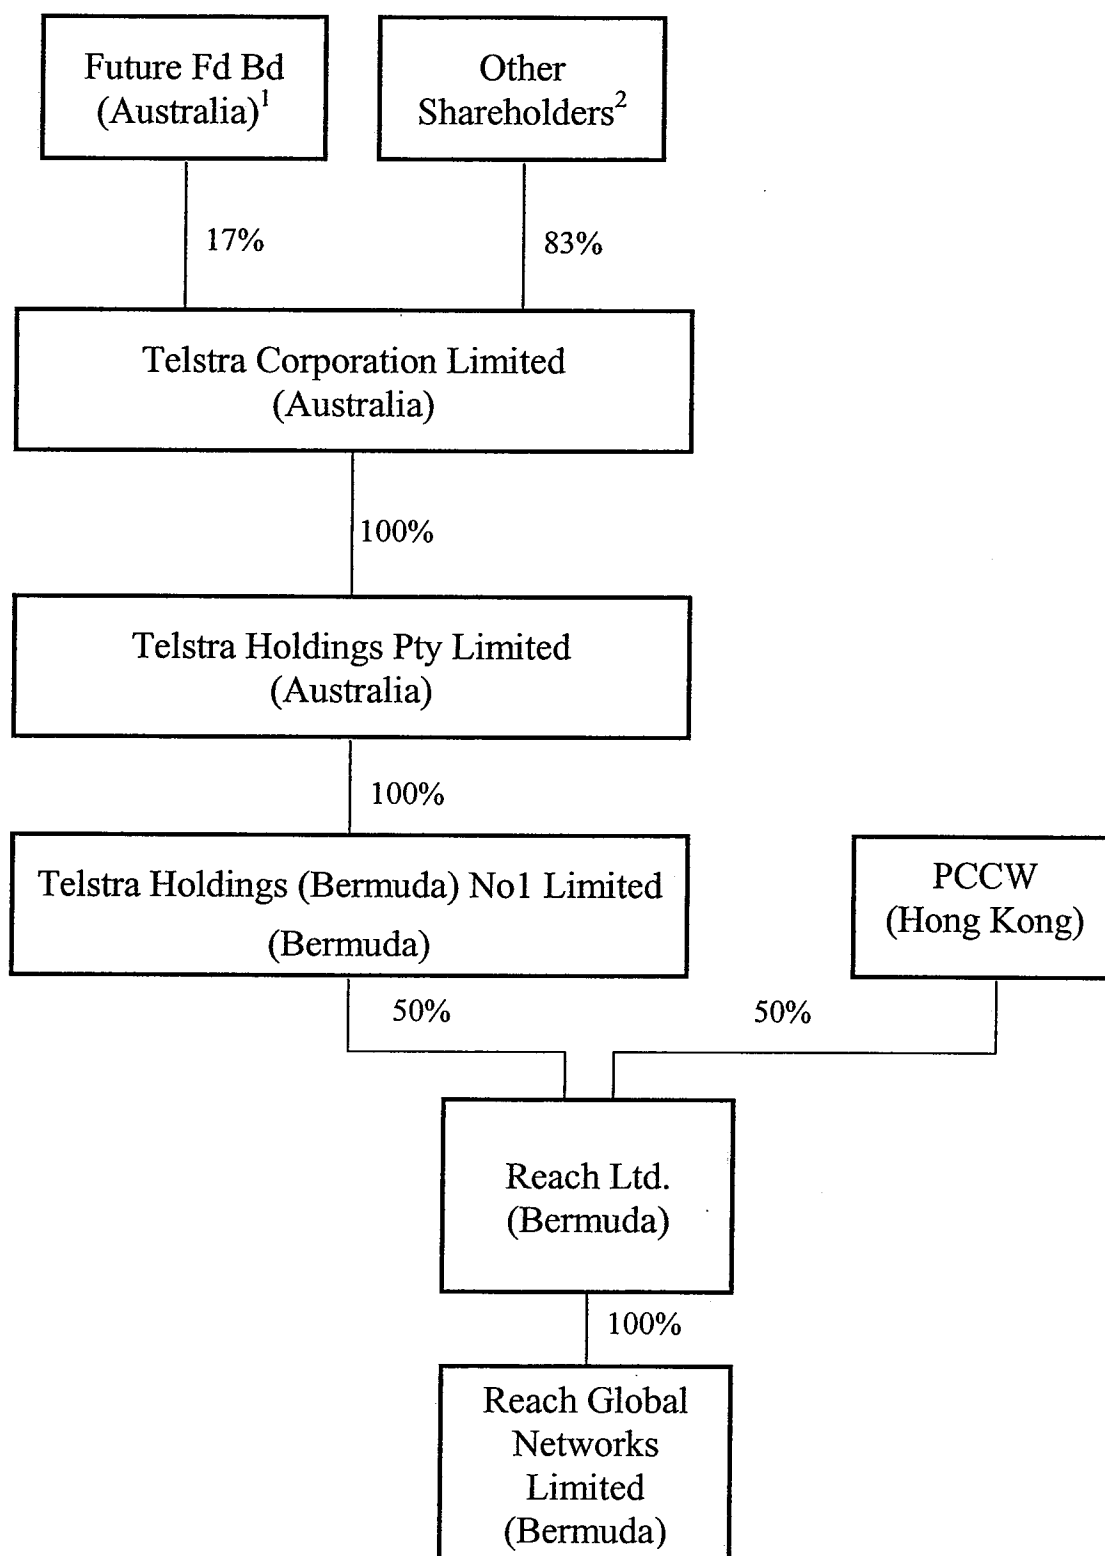 Future Fd Bd
(Australia)¹
Other
Shareholders²
17%
83%
Telstra Corporation Limited
(Australia)
100%
Telstra Holdings Pty Limited
(Australia)
100%
Telstra Holdings (Bermuda) No1 Limited
(Bermuda)
PCCW
(Hong Kong)
50%
50%
Reach Ltd.
(Bermuda)
100%
Reach Global
Networks
Limited
(Bermuda)